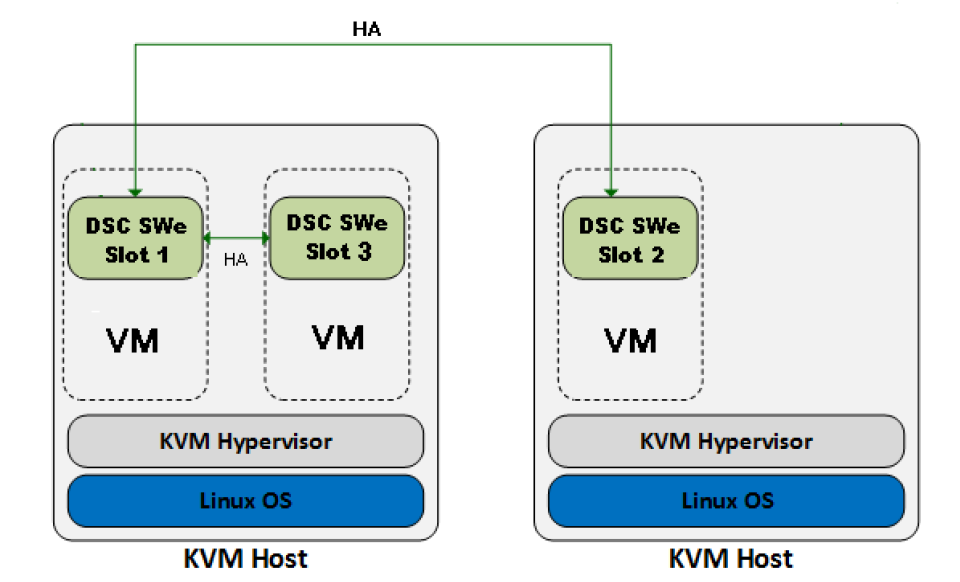 HA
DSC SWe
Slot 1
HA
DSC SWe
Slot 3
DSC SWe
Slot 2
VM
VM
VM
KVM Hypervisor
KVM Hypervisor
Linux OS
Linux OS
KVM Host
KVM Host